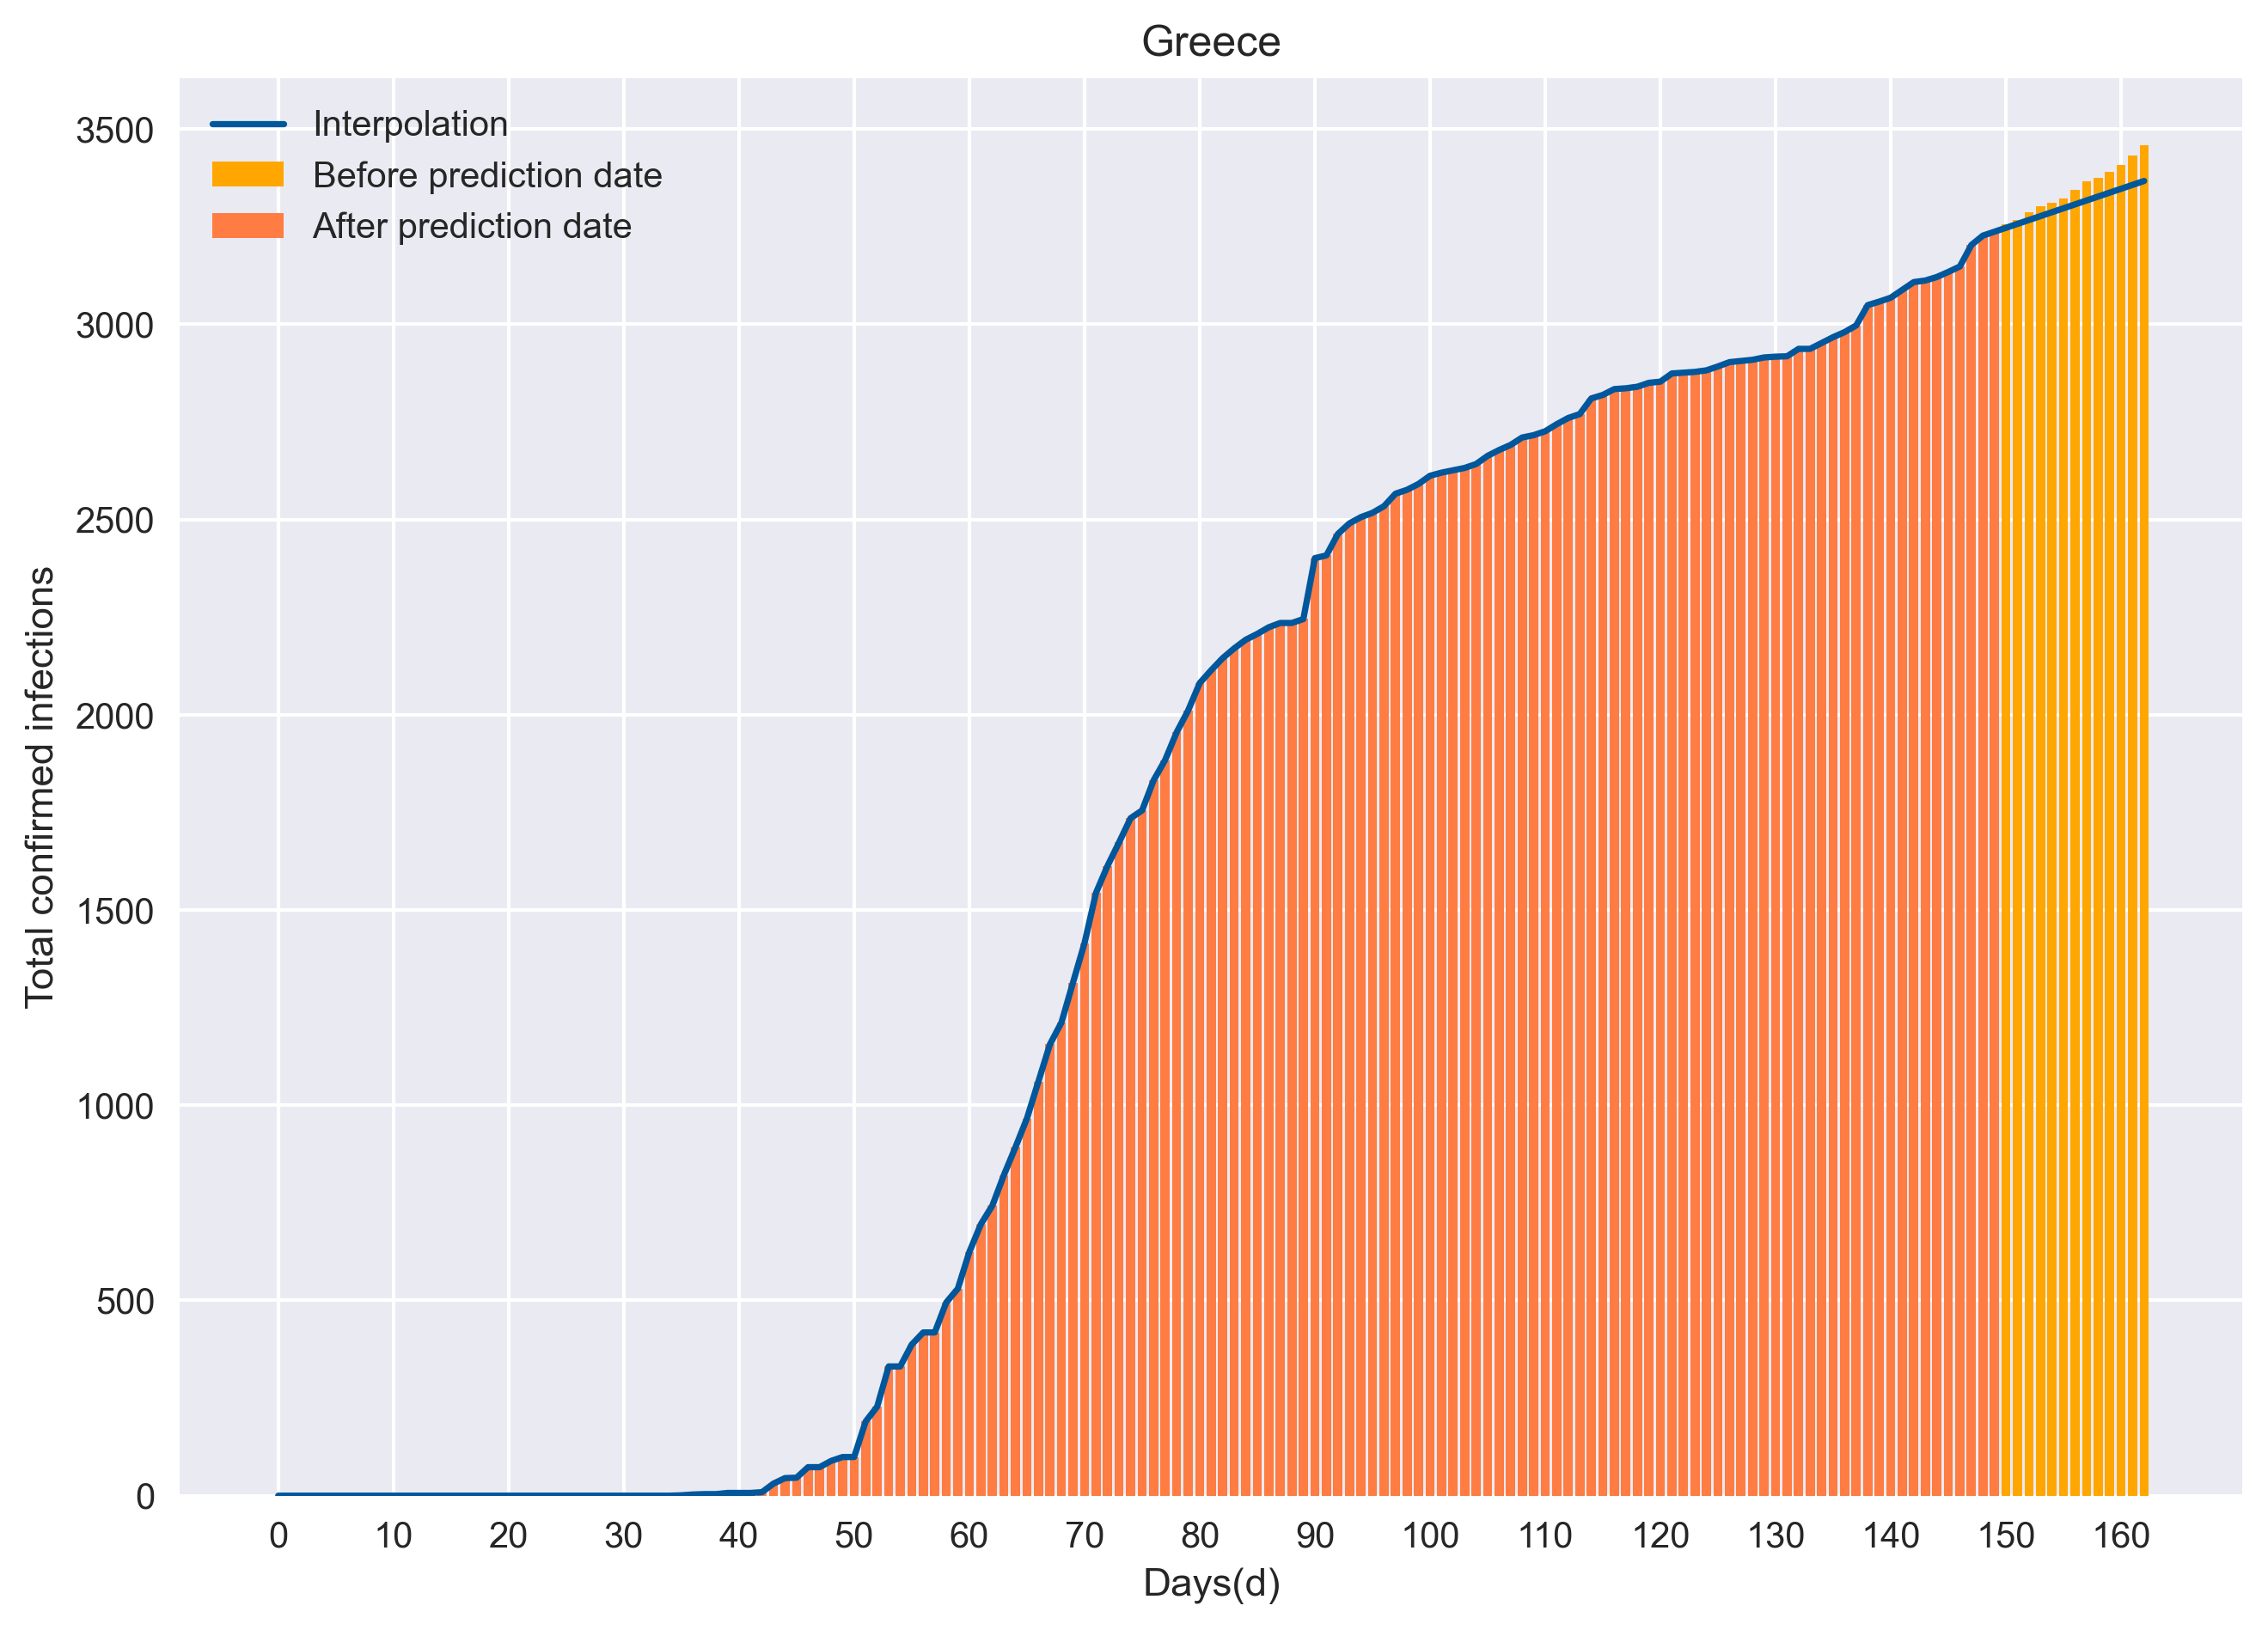 Greece
Interpolation
Before prediction date
After prediction date
Total confirmed infections
3500
3000
2500
2000
1500
1000
500
0
0 10 20 30 40 50 60 70 80 90 100 110 120 130 140 150 160
Days(d)